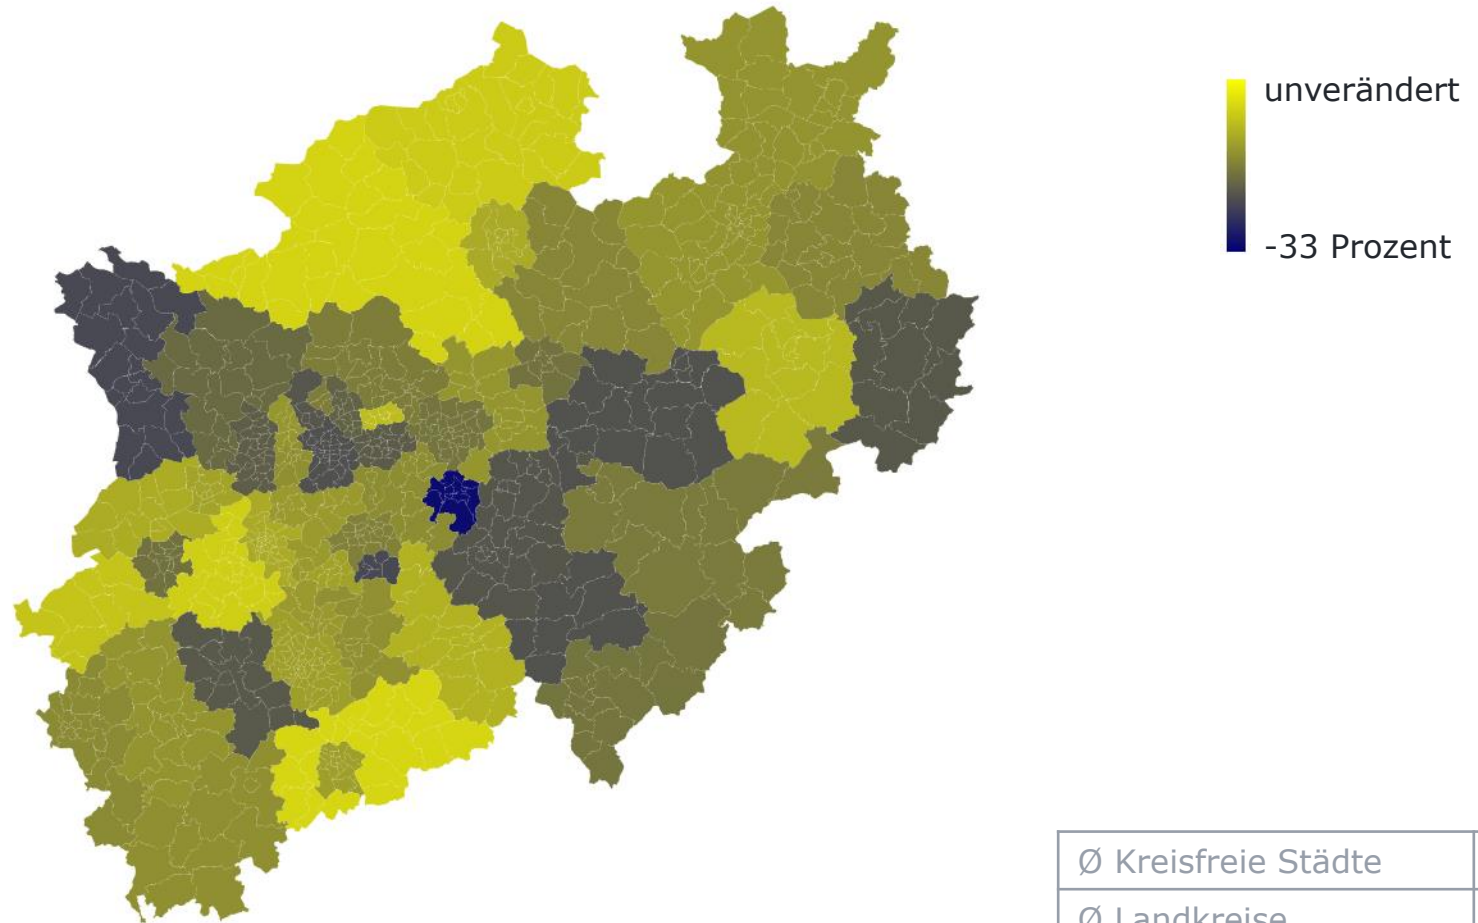 unverändert
-33 Prozent
Ø Kreisfreie Städte
Ø Landkreise